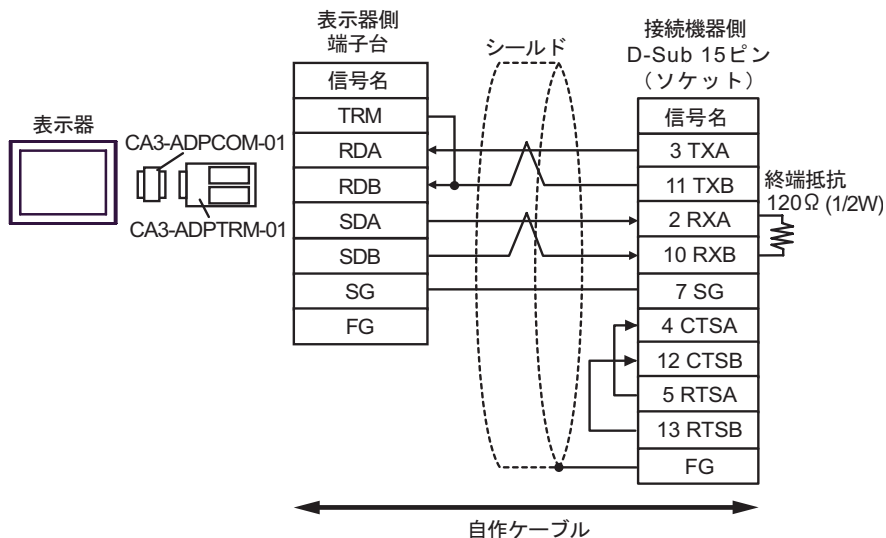 表示器
CA3-ADPCOM-01
CA3-ADPTRM-01
表示器側
端子台
信号名
TRM
RDA
RDB
SDA
SDB
SG
FG
シールド
接続機器側
D-Sub 15ピン
(ソケット)
信号名
3 TXA
11 TXB
2 RXA
10 RXB
7 SG
4 CTSA
12 CTSB
5 RTSA
13 RTSB
FG
終端抵抗
120Ω (1/2W)
自作ケーブル